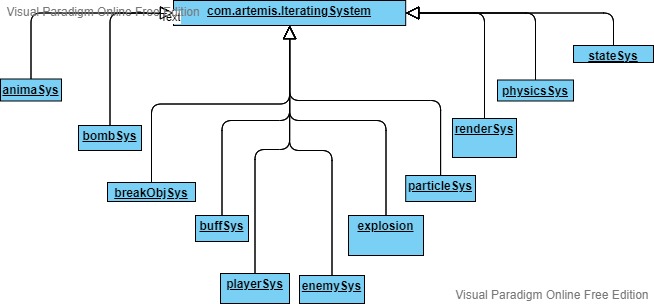 Visual Paradigm Online Free Edition
Text
com.artemis.IteratingSystem
stateSys
animaSys
physicsSys
bombSys
renderSys
breakObjSys
particleSys
buffSys
explosion
playerSys
enemySys
Visual Paradigm Online Free Edition